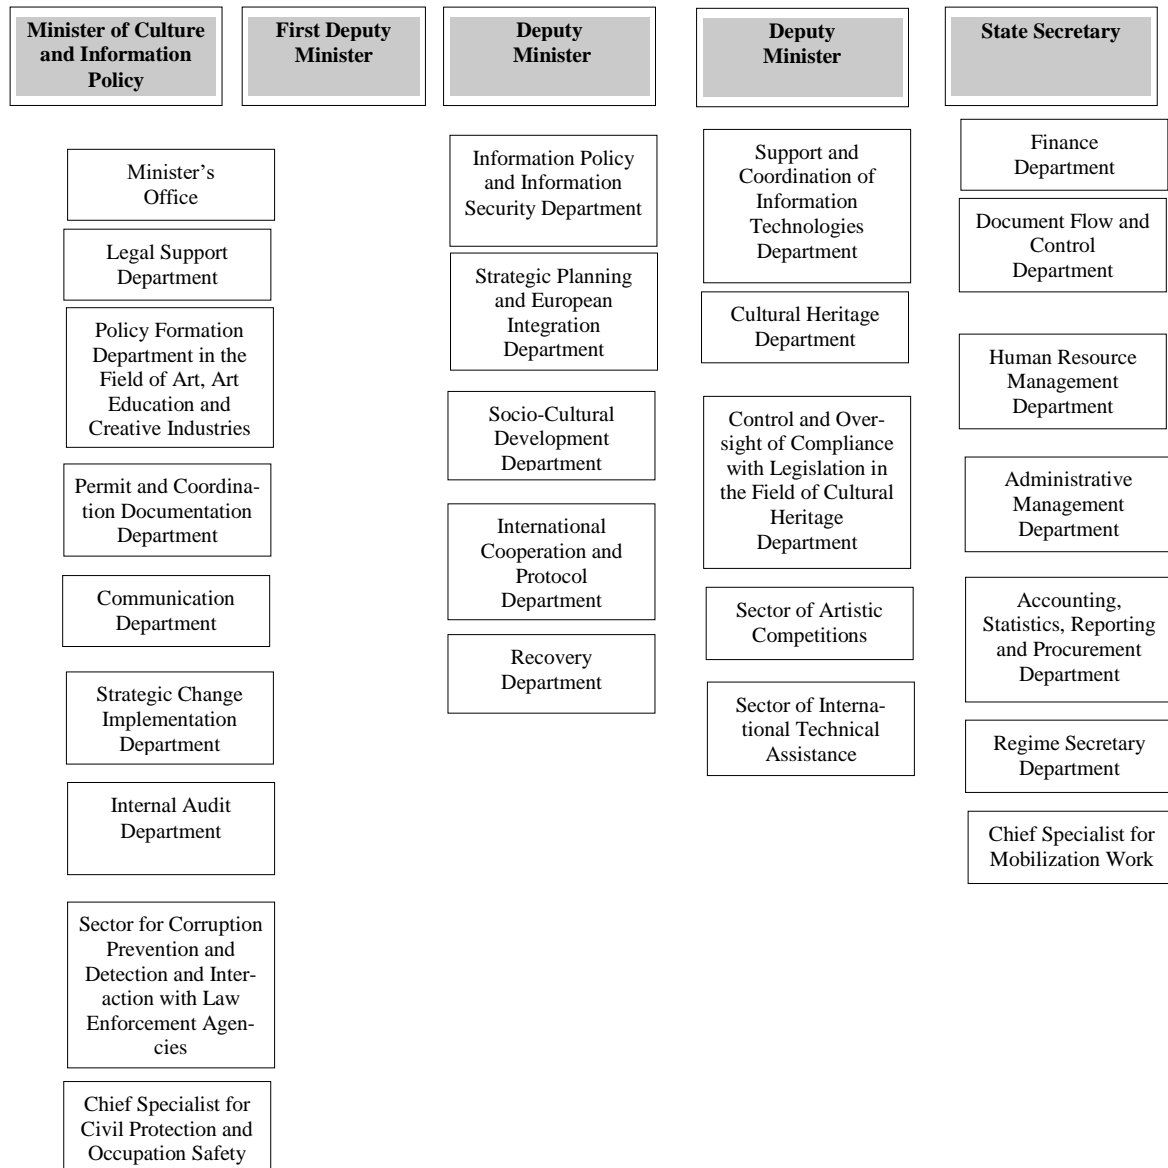 Minister of Culture
and Information
Policy
First Deputy
Minister
Deputy
Minister
Deputy
Minister
State Secretary
Minister’s
Office
Legal Support
Department
Policy Formation
Department in the
Field of Art, Art
Education and
Creative Industries
Permit and Coordina-
tion Documentation
Department
Communication
Department
Strategic Change
Implementation
Department
Internal Audit
Department
Sector for Corruption
Prevention and
Detection and Inter-
action with Law
Enforcement Agen-
cies
Chief Specialist for
Civil Protection and
Occupation Safety
Information Policy
and Information
Security Department
Strategic Planning
and European
Integration
Department
Socio-Cultural
Development
Department
International
Cooperation and
Protocol
Department
Recovery
Department
Support and
Coordination of
Information
Technologies
Department
Cultural Heritage
Department
Control and Over-
sight of Compliance
with Legislation in
the Field of Cultural
Heritage
Department
Sector of Artistic
Competitions
Sector of Interna-
tional Technical
Assistance
Finance
Department
Document Flow and
Control
Department
Human Resource
Management
Department
Administrative
Management
Department
Accounting,
Statistics, Reporting
and Procurement
Department
Regime Secretary
Department
Chief Specialist for
Mobilization Work